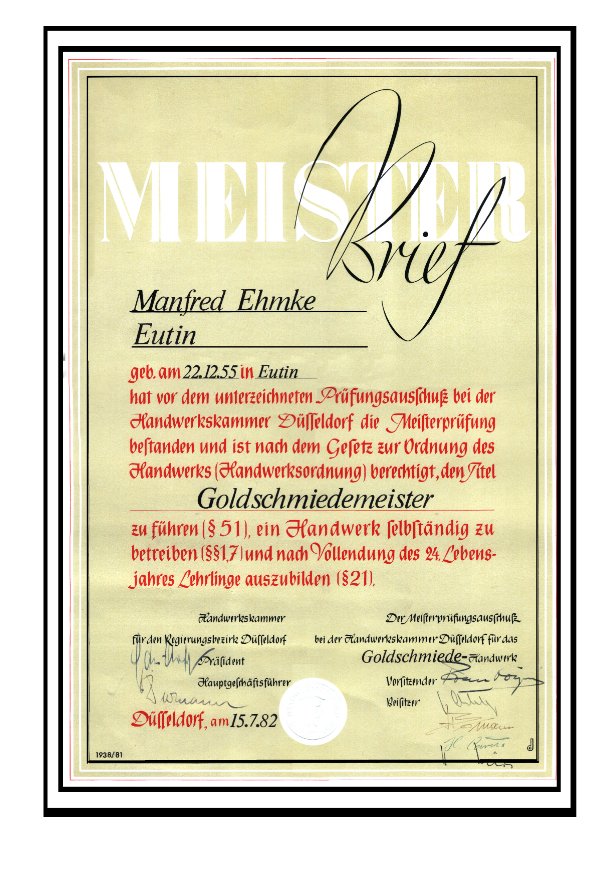 MEISTER
Brief
Manfred Ehmke
Eutin
geb. am 22.12.55 in Eutin
hat vor dem unterzeichneten Prüfungsausschuß bei der
Handwerkskammer Düsseldorf die Meisterprüfung
bestanden und ist nach dem Gesetz zur Ordnung des
Handwerks (Handwerksordnung) berechtigt, den Titel
Goldschmiedemeister
zu führen (§ 51), ein Handwerk selbständig zu
betreiben (§§1,7) und nach Vollendung des 24. Lebens-
jahres Lehrlinge auszubilden (§21).
Handwerkskammer
für den Regierungsbezirk Düsseldorf
Präsident
Hauptgeschäftsführer
Düsseldorf, am 15.7.82
Der Meisterprüfungsausschuß
bei der Handwerkskammer Düsseldorf für das
Goldschmiede-Handwerk
Vorsitzender
Beisitzer
1938/81